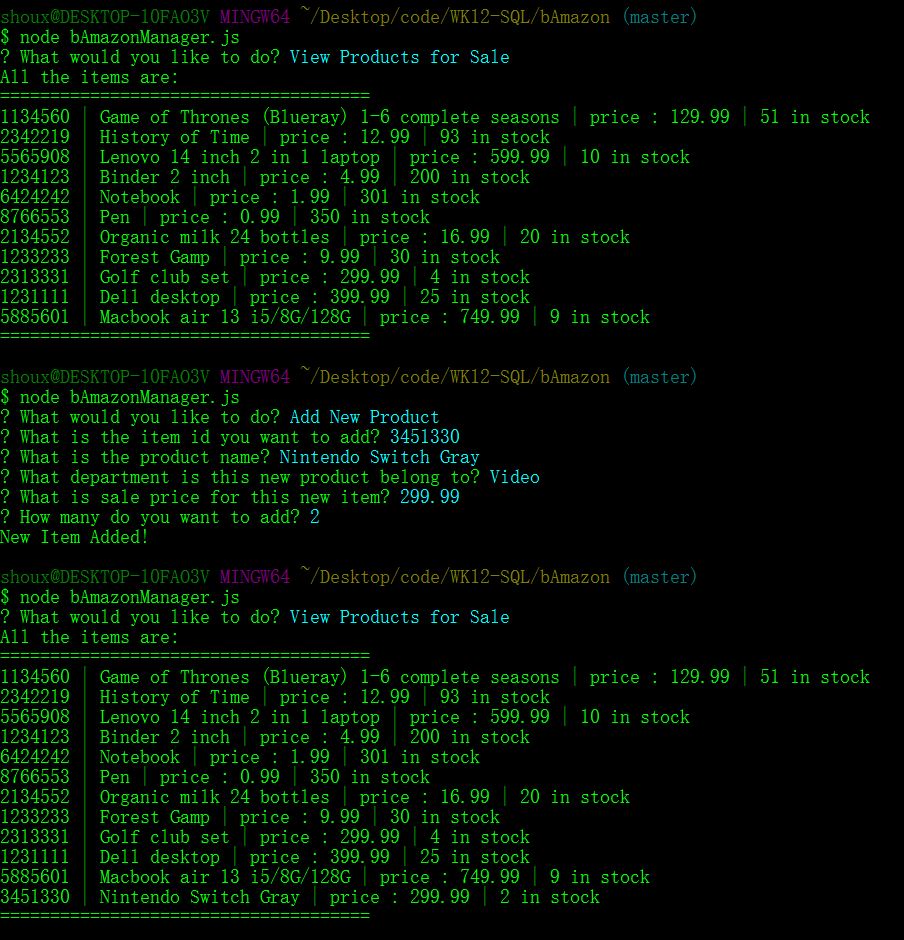 shoux@DESKTOP-10FAO3V MINGW64 ~/Desktop/code/WK12-SQL/bAmazon (master)
$ node bAmazonManager.js
? What would you like to do? View Products for Sale
All the items are:
=====================================
1134560 | Game of Thrones (Blueray) 1-6 complete seasons | price : 129.99 | 51 in stock
2342219 | History of Time | price : 12.99 | 93 in stock
5565908 | Lenovo 14 inch 2 in 1 laptop | price : 599.99 | 10 in stock
1234123 | Binder 2 inch | price : 4.99 | 200 in stock
6424242 | Notebook | price : 1.99 | 301 in stock
8766553 | Pen | price : 0.99 | 350 in stock
2134552 | Organic milk 24 bottles | price : 16.99 | 20 in stock
1233233 | Forest Gamp | price : 9.99 | 30 in stock
2313331 | Golf club set | price : 299.99 | 4 in stock
1231111 | Dell desktop | price : 399.99 | 25 in stock
5885601 | Macbook air 13 i5/8G/128G | price : 749.99 | 9 in stock
=====================================
shoux@DESKTOP-10FAO3V MINGW64 ~/Desktop/code/WK12-SQL/bAmazon (master)
$ node bAmazonManager.js
? What would you like to do? Add New Product
? What is the item id you want to add? 3451330
? What is the product name? Nintendo Switch Gray
? What department is this new product belong to? Video
? What is sale price for this new item? 299.99
? How many do you want to add? 2
New Item Added!
shoux@DESKTOP-10FAO3V MINGW64 ~/Desktop/code/WK12-SQL/bAmazon (master)
$ node bAmazonManager.js
? What would you like to do? View Products for Sale
All the items are:
=====================================
1134560 | Game of Thrones (Blueray) 1-6 complete seasons | price : 129.99 | 51 in stock
2342219 | History of Time | price : 12.99 | 93 in stock
5565908 | Lenovo 14 inch 2 in 1 laptop | price : 599.99 | 10 in stock
1234123 | Binder 2 inch | price : 4.99 | 200 in stock
6424242 | Notebook | price : 1.99 | 301 in stock
8766553 | Pen | price : 0.99 | 350 in stock
2134552 | Organic milk 24 bottles | price : 16.99 | 20 in stock
1233233 | Forest Gamp | price : 9.99 | 30 in stock
2313331 | Golf club set | price : 299.99 | 4 in stock
1231111 | Dell desktop | price : 399.99 | 25 in stock
5885601 | Macbook air 13 i5/8G/128G | price : 749.99 | 9 in stock
3451330 | Nintendo Switch Gray | price : 299.99 | 2 in stock
=====================================